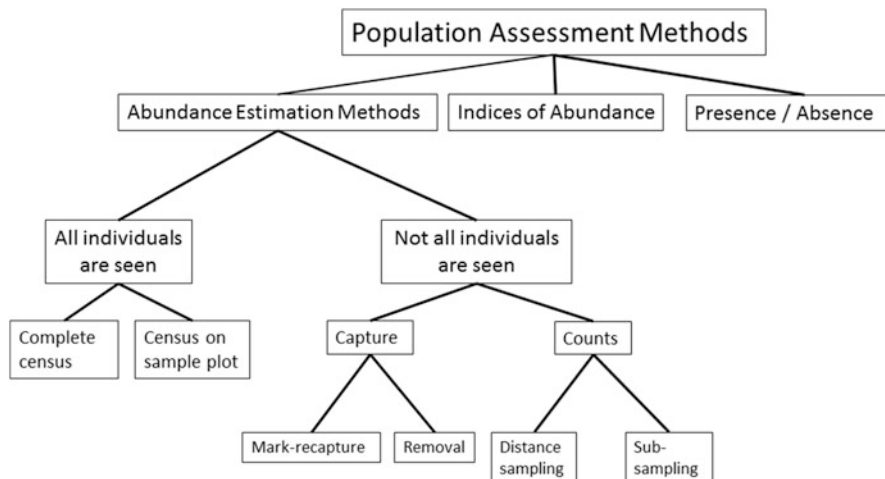 Population Assessment Methods
Abundance Estimation Methods
Indices of Abundance
Presence / Absence
All individuals
are seen
Not all individuals
are seen
Complete
census
Census on
sample plot
Capture
Counts
Mark-recapture
Removal
Distance
sampling
Sub-
sampling